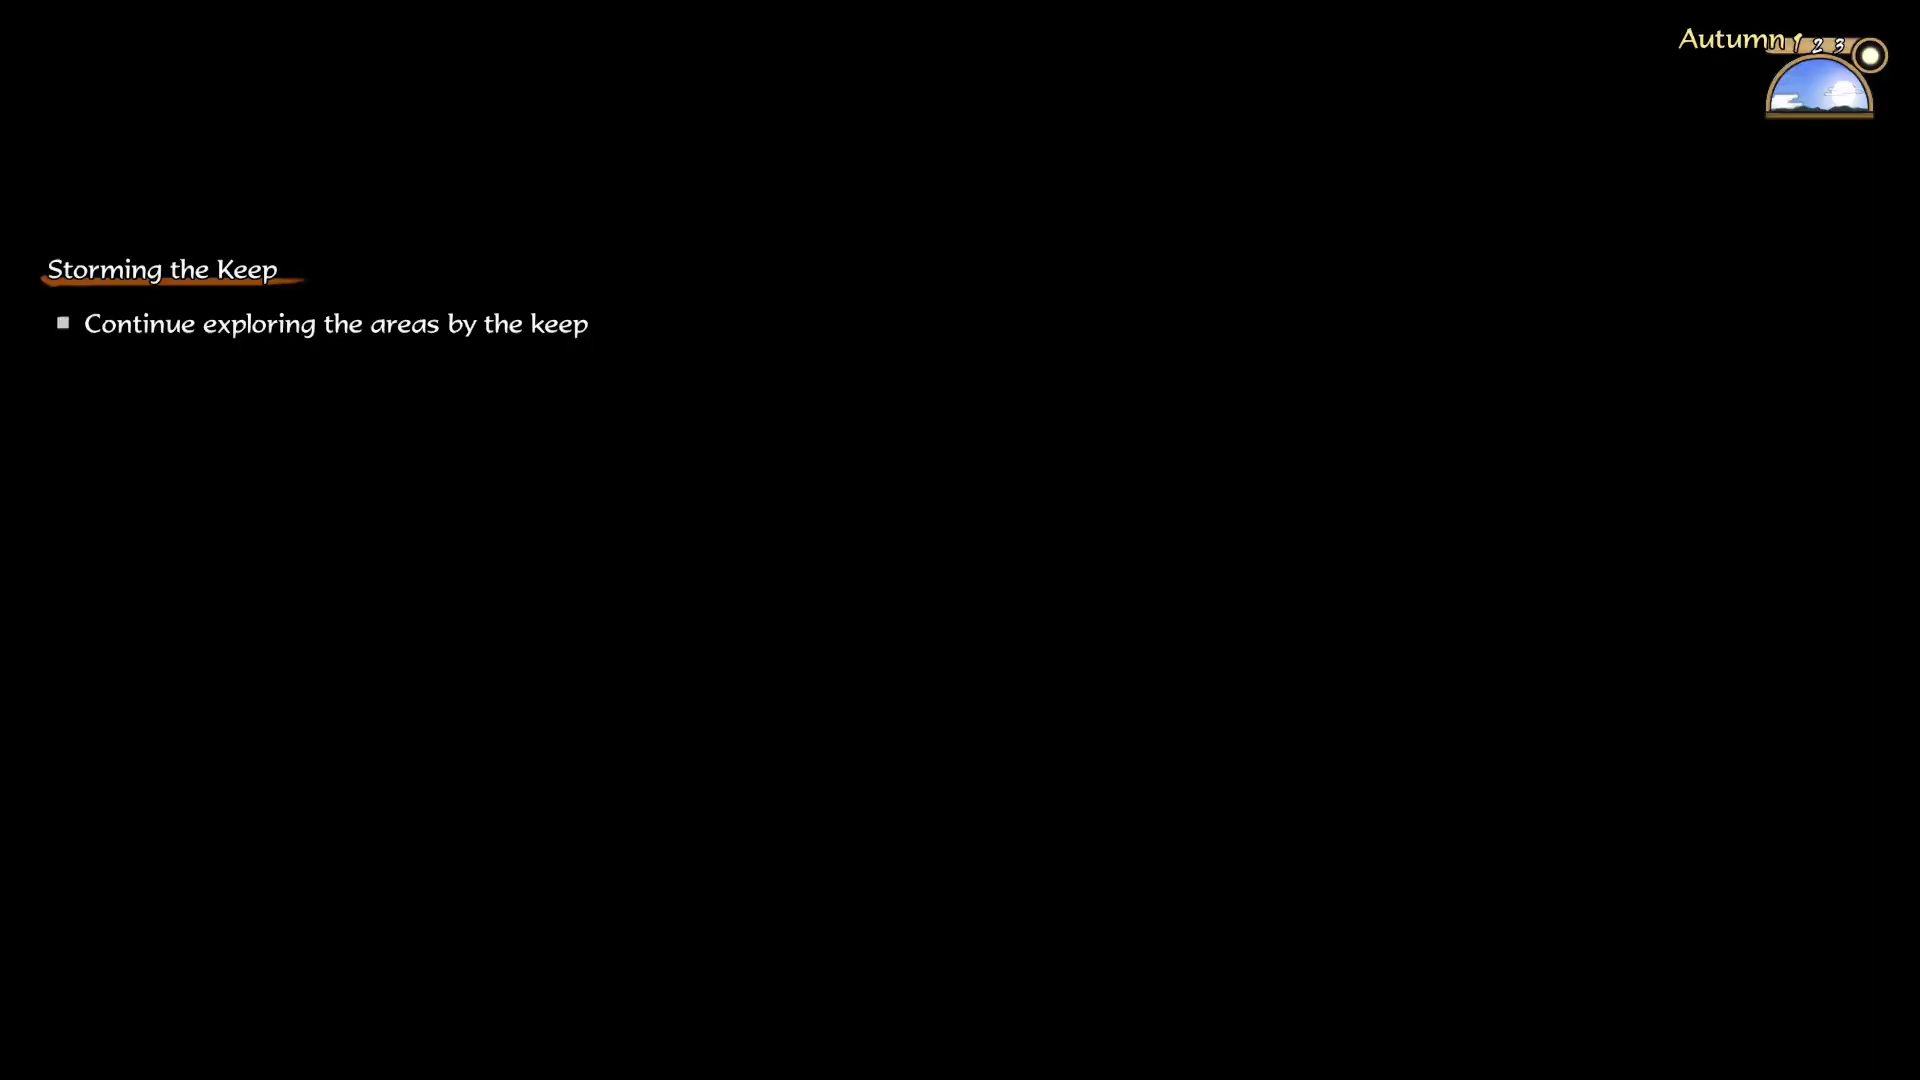 Autumn 1 2 3
Storming the Keep
Continue exploring the areas by the keep